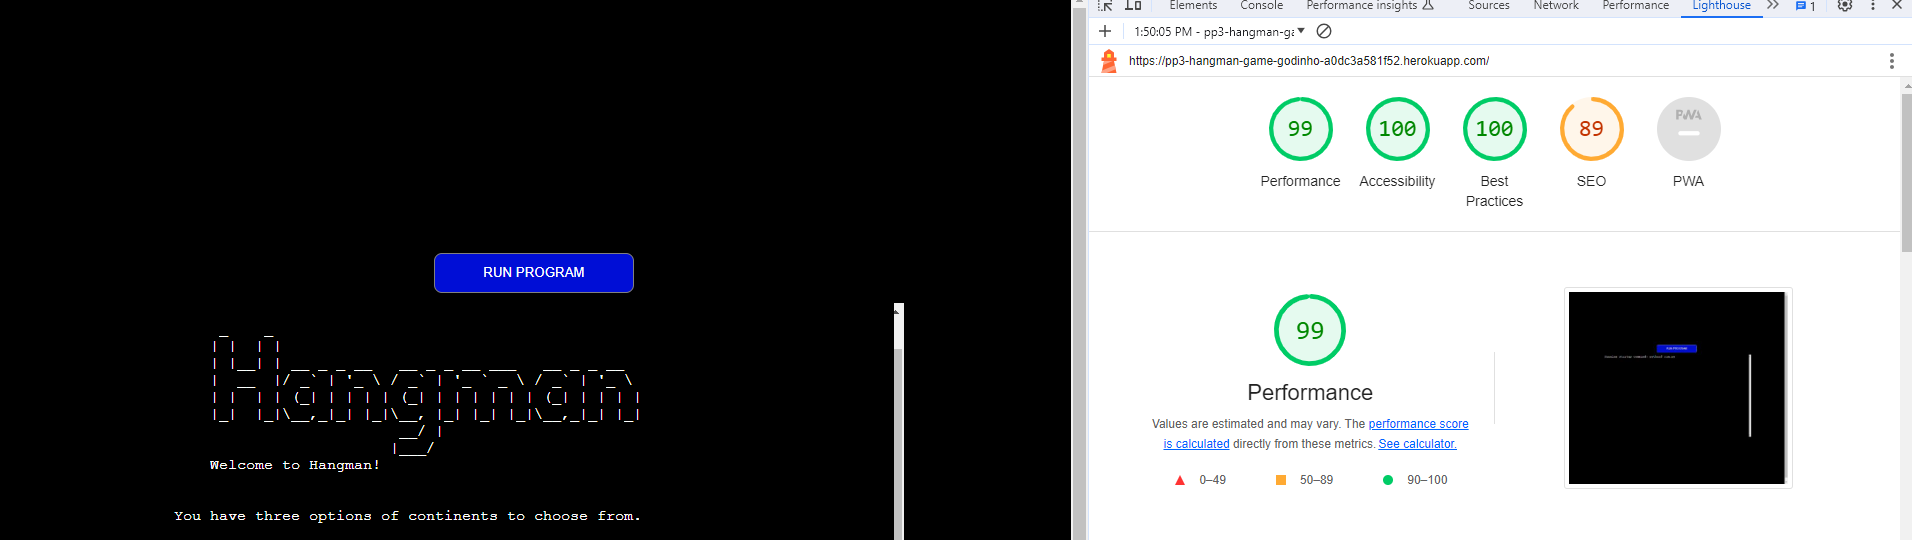 RUN PROGRAM
Hangman
Welcome to Hangman!
You have three options of continents to choose from.
Elements Console Performance insights Sources Network Performance Lighthouse 1
1:50:05 PM - pp3-hangman-ga
https://pp3-hangman-game-godinho-a0dc3a581f52.herokuapp.com/
99 100 100 89 PWA
Performance Accessibility Best Practices SEO PWA
99
Performance
Values are estimated and may vary. The performance score
is calculated directly from these metrics. See calculator.
0–49 50–89 90–100